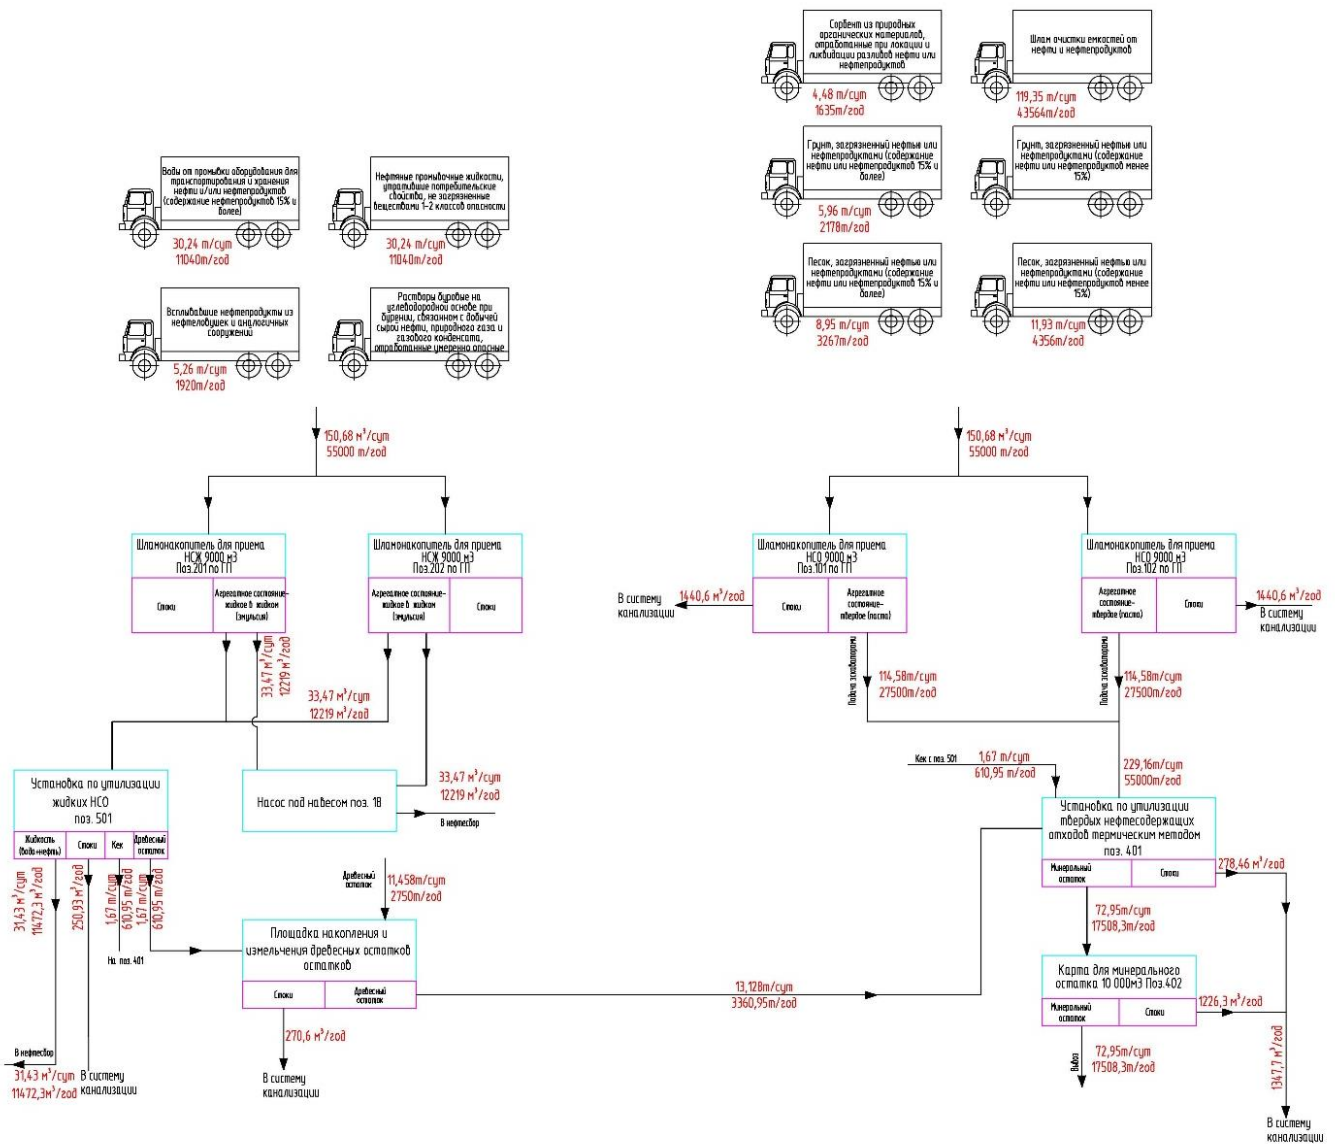 Сорбент из природных
органических материалов,
отработанные при локации и
ликвидации разливов нефти или
нефтепродуктов
4,48 т/сут
1635т/год
Шлам очистки емкостей от
нефти и нефтепродуктов
119,35 т/сут
43564т/год
Грунт, загрязненный нефтью или
нефтепродуктами (содержание
нефти или нефтепродуктов 15% и
более)
5,96 т/сут
2178т/год
Грунт, загрязненный нефтью или
нефтепродуктами (содержание
нефти или нефтепродуктов менее
15%)
Песок, загрязненный нефтью или
нефтепродуктами (содержание
нефти или нефтепродуктов 15% и
более)
8,95 т/сут
3267т/год
Песок, загрязненный нефтью или
нефтепродуктами (содержание
нефти или нефтепродуктов менее
15%)
11,93 т/сут
4356т/год
Воды от промывки оборудования для
транспортирования и хранения
нефти и/или нефтепродуктов
(содержание нефтепродуктов 15% и
более)
30,24 т/сут
11040т/год
Нефтяные промывочные жидкости,
утратившие потребительские
свойства, не загрязненные
веществами 1-2 классов опасности
30,24 т/сут
11040т/год
Всплывавшие нефтепродукты из
нефтеловушек и аналогичных
сооружений
5,26 т/сут
1920т/год
Растворы буровые на
углеводородной основе при
бурении, связанном с добычей
сырой нефти, природного газа и
газового конденсата,
отработанные умеренно опасные
150,68 м³/сут
55000 т/год
150,68 м³/сут
55000 т/год
Шламонакопитель для приема
НСЖ 9000 м3
Поз.201 по ГП
Стоки
Агрегатное состояние-
жидкое в жидком
(эмульсия)
Шламонакопитель для приема
НСЖ 9000 м3
Поз.202 по ГП
Агрегатное состояние-
жидкое в жидком
(эмульсия)
Стоки
Шламонакопитель для приема
НСО 9000 м3
Поз.101 по ГП
Стоки
Агрегатное
состояние-
твердое (паста)
Шламонакопитель для приема
НСО 9000 м3
Поз.102 по ГП
Агрегатное
состояние-
твердое (паста)
Стоки
В систему
канализации
1440,6 м³/год
1440,6 м³/год
В систему
канализации
33,47 м³/сут
12219 м³/год
33,47 м³/сут
12219 м³/год
Подача экскаваторами
114,58т/сут
27500т/год
Подача экскаваторами
114,58т/сут
27500т/год
Установка по утилизации
жидких НСО
поз. 501
Жидкость
(вода+нефть)
Стоки
Кек
Древесный
остаток
Насос под навесом поз. 1В
33,47 м³/сут
12219 м³/год
В нефтесбор
Кек с поз. 501
1,67 т/сут
610,95 т/год
229,16т/сут
55000т/год
Установка по утилизации
твердых нефтесодержащих
отходов термическим методом
поз. 401
Минеральный
остаток
Стоки
278,46 м³/год
31,43 м³/сут
11472,3 м³/год
250,93 м³/год
1,67 т/сут
610,95 т/год
1,67 т/сут
610,95 т/год
На поз. 401
Древесный
остаток
11,458т/сут
2750т/год
Площадка накопления и
измельчения древесных остатков
остатков
Стоки
Древесный
остаток
13,128т/сут
3360,95т/год
72,95т/сут
17508,3т/год
Карта для минерального
остатка 10 000м3 Поз.402
Минеральный
остаток
Стоки
1226,3 м³/год
270,6 м³/год
В систему
канализации
В нефтесбор
31,43 м³/сут
11472,3м³/год
В систему
канализации
Вывоз
72,95т/сут
17508,3т/год
1347,7 м³/год
В систему
канализации